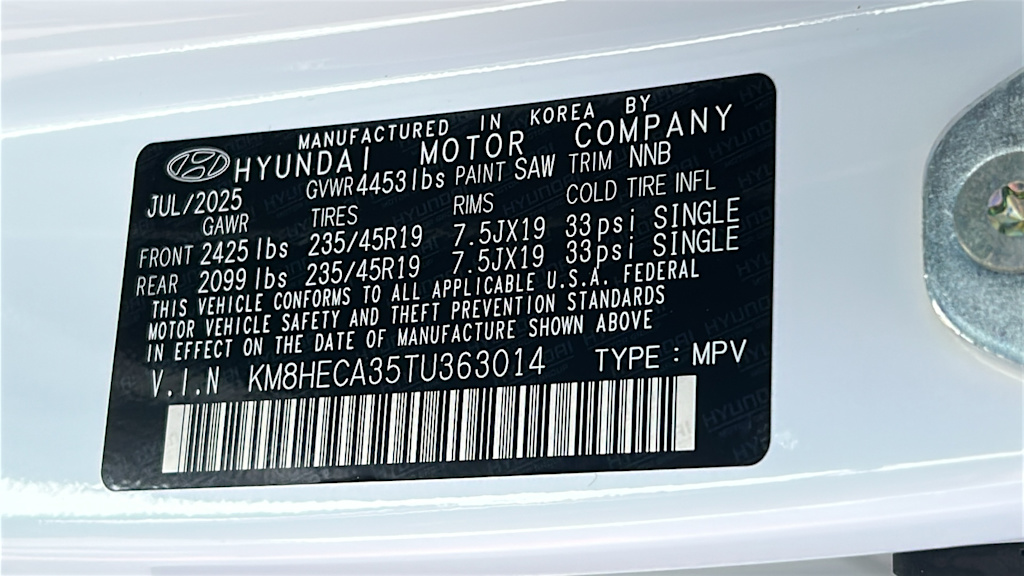 MANUFACTURED IN KOREA BY
HYUNDAI MOTOR COMPANY
JUL/2025 GVWR 4453 lbs PAINT SAW TRIM NNB
GAWR TIRES RIMS COLD TIRE INFL
FRONT 2425 lbs 235/45R19 7.5JX19 33psi SINGLE
REAR 2099 lbs 235/45R19 7.5JX19 33psi SINGLE
THIS VEHICLE CONFORMS TO ALL APPLICABLE U.S.A. FEDERAL
MOTOR VEHICLE SAFETY AND THEFT PREVENTION STANDARDS
IN EFFECT ON THE DATE OF MANUFACTURE SHOWN ABOVE
V.I.N KM8HECA35TU363014 TYPE : MPV